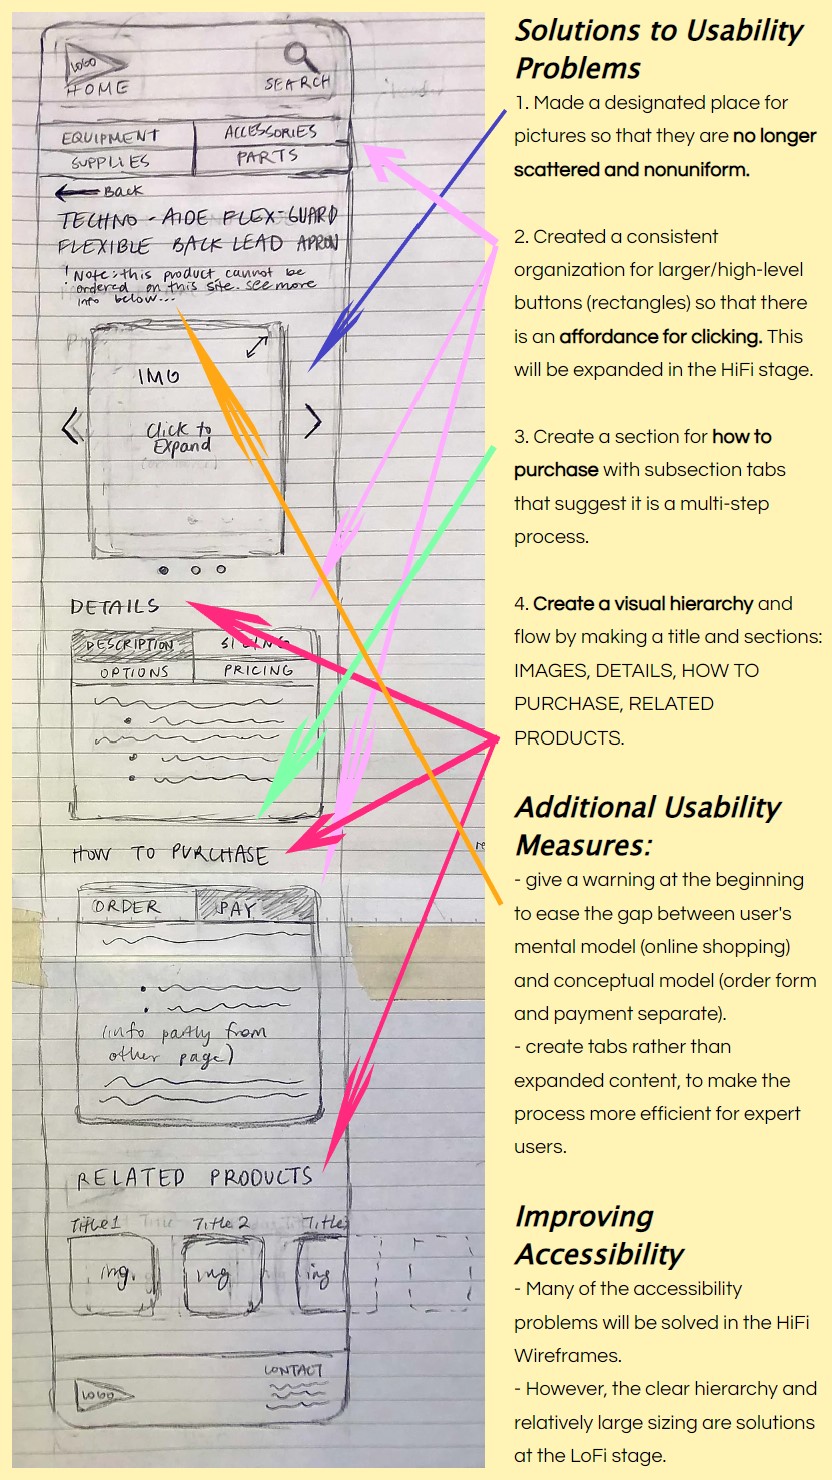 LOGO
HOME
SEARCH
EQUIPMENT
ACCESSORIES
SUPPLIES
PARTS
Back
TECHNO-AIDE FLEX-GUARD
FLEXIBLE BACK LEAD APRON
! Note: this product cannot be
ordered on this site. see more
info below...
IMG
Click to
Expand
DETAILS
DESCRIPTION
SIZING
OPTIONS
PRICING
HOW TO PURCHASE
ORDER
PAY
(info partly from
other page)
RELATED PRODUCTS
Title 1
Title 2
Title
img.
img
img
LOGO
CONTACT
Solutions to Usability
Problems
1. Made a designated place for
pictures so that they are no longer
scattered and nonuniform.
2. Created a consistent
organization for larger/high-level
buttons (rectangles) so that there
is an affordance for clicking. This
will be expanded in the HiFi stage.
3. Create a section for how to
purchase with subsection tabs
that suggest it is a multi-step
process.
4. Create a visual hierarchy and
flow by making a title and sections:
IMAGES, DETAILS, HOW TO
PURCHASE, RELATED
PRODUCTS.
Additional Usability
Measures:
- give a warning at the beginning
to ease the gap between user's
mental model (online shopping)
and conceptual model (order form
and payment separate).
- create tabs rather than
expanded content, to make the
process more efficient for expert
users.
Improving
Accessibility
- Many of the accessibility
problems will be solved in the HiFi
Wireframes.
- However, the clear hierarchy and
relatively large sizing are solutions
at the LoFi stage.